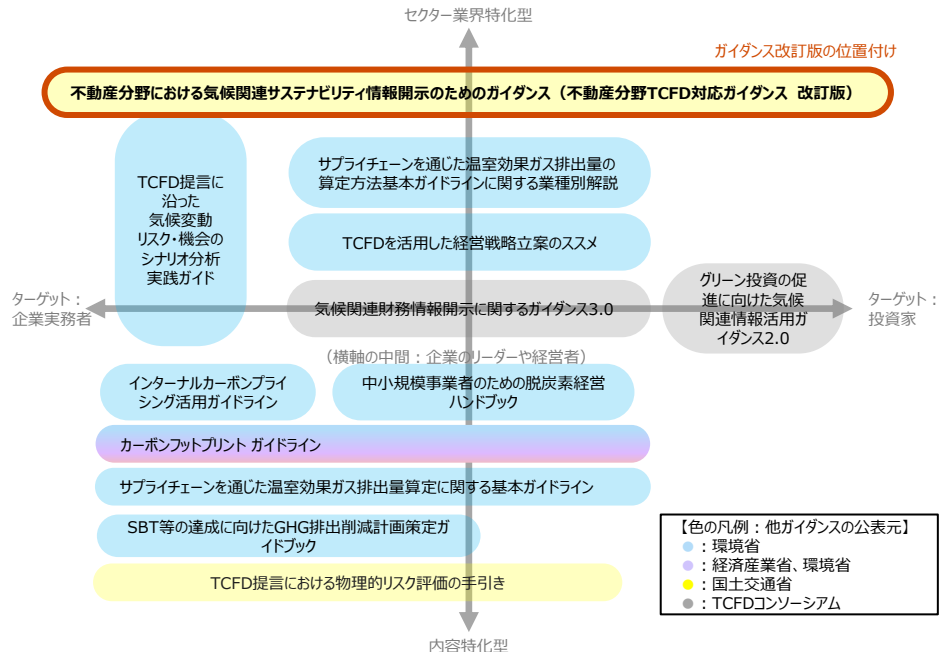 セクター業界特化型
ガイダンス改訂版の位置付け
不動産分野における気候関連サステナビリティ情報開示のためのガイダンス（不動産分野TCFD対応ガイダンス 改訂版）
TCFD提言に
沿った
気候変動
リスク・機会の
シナリオ分析
実践ガイド
サプライチェーンを通じた温室効果ガス排出量の
算定方法基本ガイドラインに関する業種別解説
TCFDを活用した経営戦略立案のススメ
ターゲット：
企業実務者
気候関連財務情報開示に関するガイダンス3.0
グリーン投資の促
進に向けた気候
関連情報活用ガ
イダンス2.0
ターゲット：
投資家
（横軸の中間：企業のリーダーや経営者）
インターナルカーボンプライ
シング活用ガイドライン
中小規模事業者のための脱炭素経営
ハンドブック
カーボンフットプリント ガイドライン
サプライチェーンを通じた温室効果ガス排出量算定に関する基本ガイドライン
SBT等の達成に向けたGHG排出削減計画策定ガ
イドブック
TCFD提言における物理的リスク評価の手引き
内容特化型
【色の凡例：他ガイダンスの公表元】
：環境省
：経済産業省、環境省
：国土交通省
：TCFDコンソーシアム